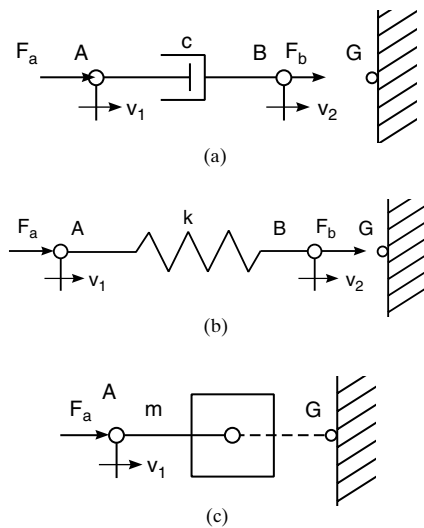 F_a A c B F_b G
v_1 v_2
(a)
F_a A k B F_b G
v_1 v_2
(b)
A m G
F_a
v_1
(c)